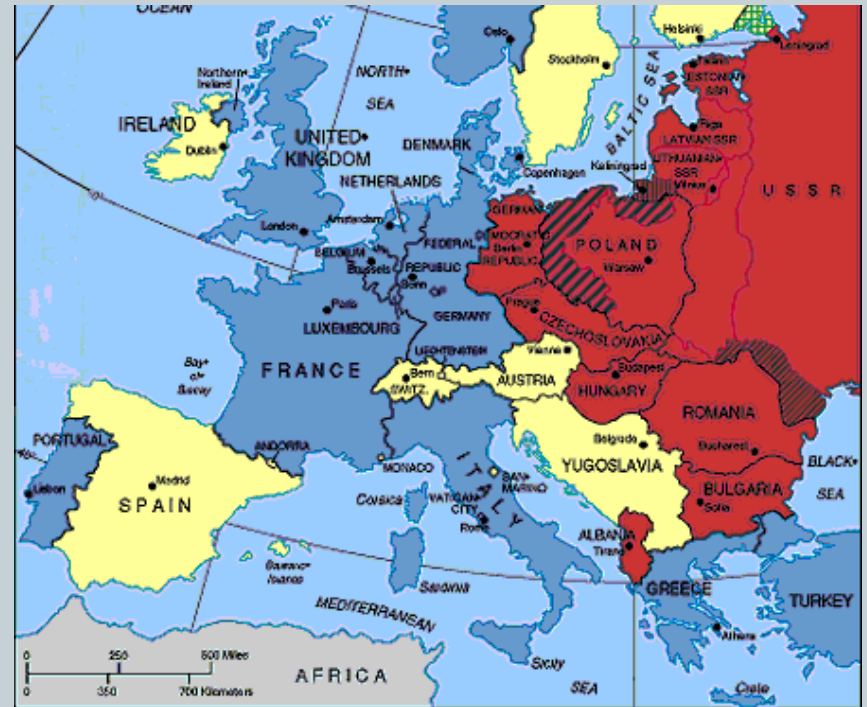 OCEAN
Oslo
Helsinki
Leningrad
Stockholm
Tallinn
ESTONIAN
SSR
Northern
Ireland
NORTH
SEA
BALTIC SEA
Riga
LATVIAN SSR
IRELAND
Dublin
UNITED
KINGDOM
DENMARK
Copenhagen
Kaliningrad
LITHUANIAN
SSR
Vilnius
USSR
NETHERLANDS
London
Amsterdam
BELGIUM
Brussels
FEDERAL
REPUBLIC
Bonn
OF
GERMANY
GERMAN
DEMOCRATIC
Berlin
REPUBLIC
POLAND
Warsaw
Paris
LUXEMBOURG
Prague
CZECHOSLOVAKIA
LIECHTENSTEIN
Vienna
Bay
of
Biscay
FRANCE
Bern
SWITZ.
AUSTRIA
Budapest
HUNGARY
ROMANIA
Bucharest
PORTUGAL
Lisbon
ANDORRA
MONACO
ITALY
SAN
MARINO
Belgrade
YUGOSLAVIA
BLACK
SEA
BULGARIA
Sofia
Madrid
SPAIN
Corsica
VATICAN
CITY
Rome
ALBANIA
Tirane
Balearic
Islands
Sardinia
GREECE
TURKEY
MEDITERRANEAN
Athens
Sicily
SEA
Crete
AFRICA
0 250 500 Miles
0 350 700 Kilometers